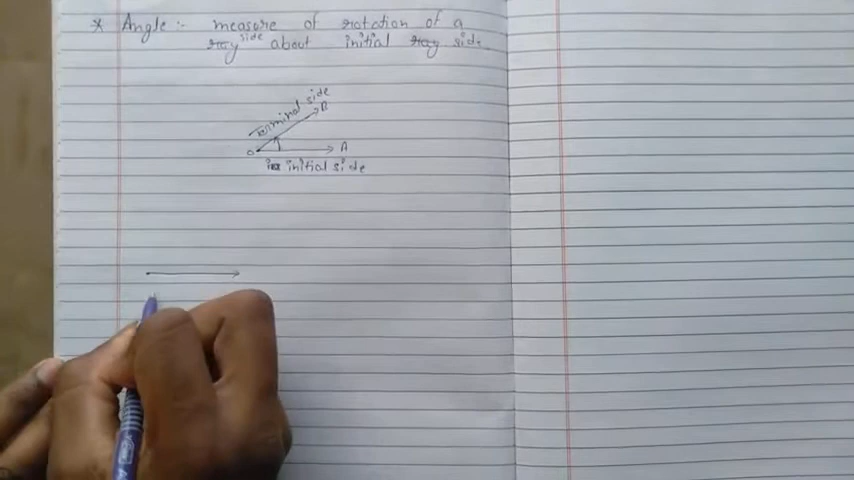 * Angle :- measure of rotation of a
ray side about initial ray side.
Terminal side
B
O
A
initial side